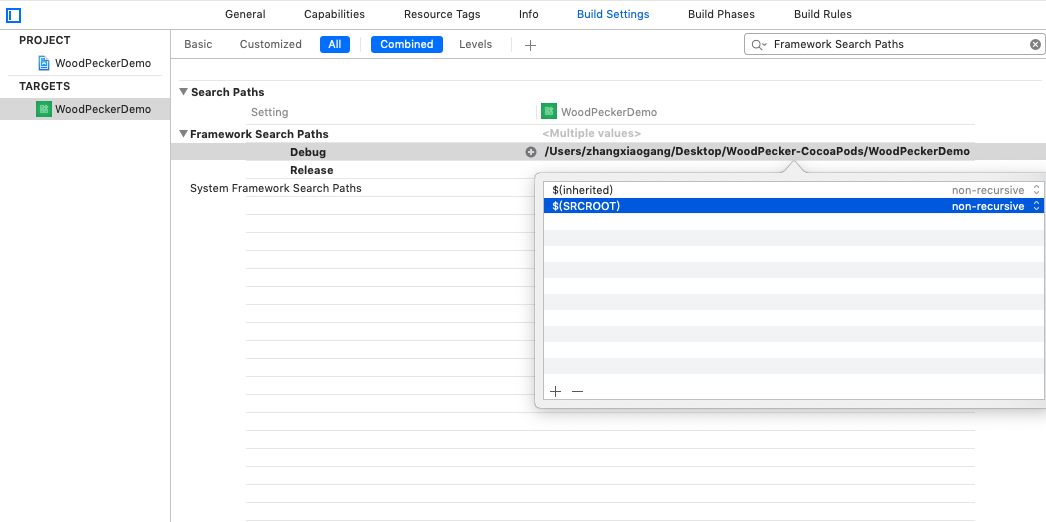 General Capabilities Resource Tags Info Build Settings Build Phases Build Rules
PROJECT
WoodPeckerDemo
TARGETS
WoodPeckerDemo
Basic Customized All Combined Levels + Framework Search Paths
Search Paths
Setting WoodPeckerDemo
Framework Search Paths <Multiple values>
Debug /Users/zhangxiaogang/Desktop/WoodPecker-CocoaPods/WoodPeckerDemo
Release
System Framework Search Paths
$(inherited) non-recursive
$(SRCROOT) non-recursive
+ —